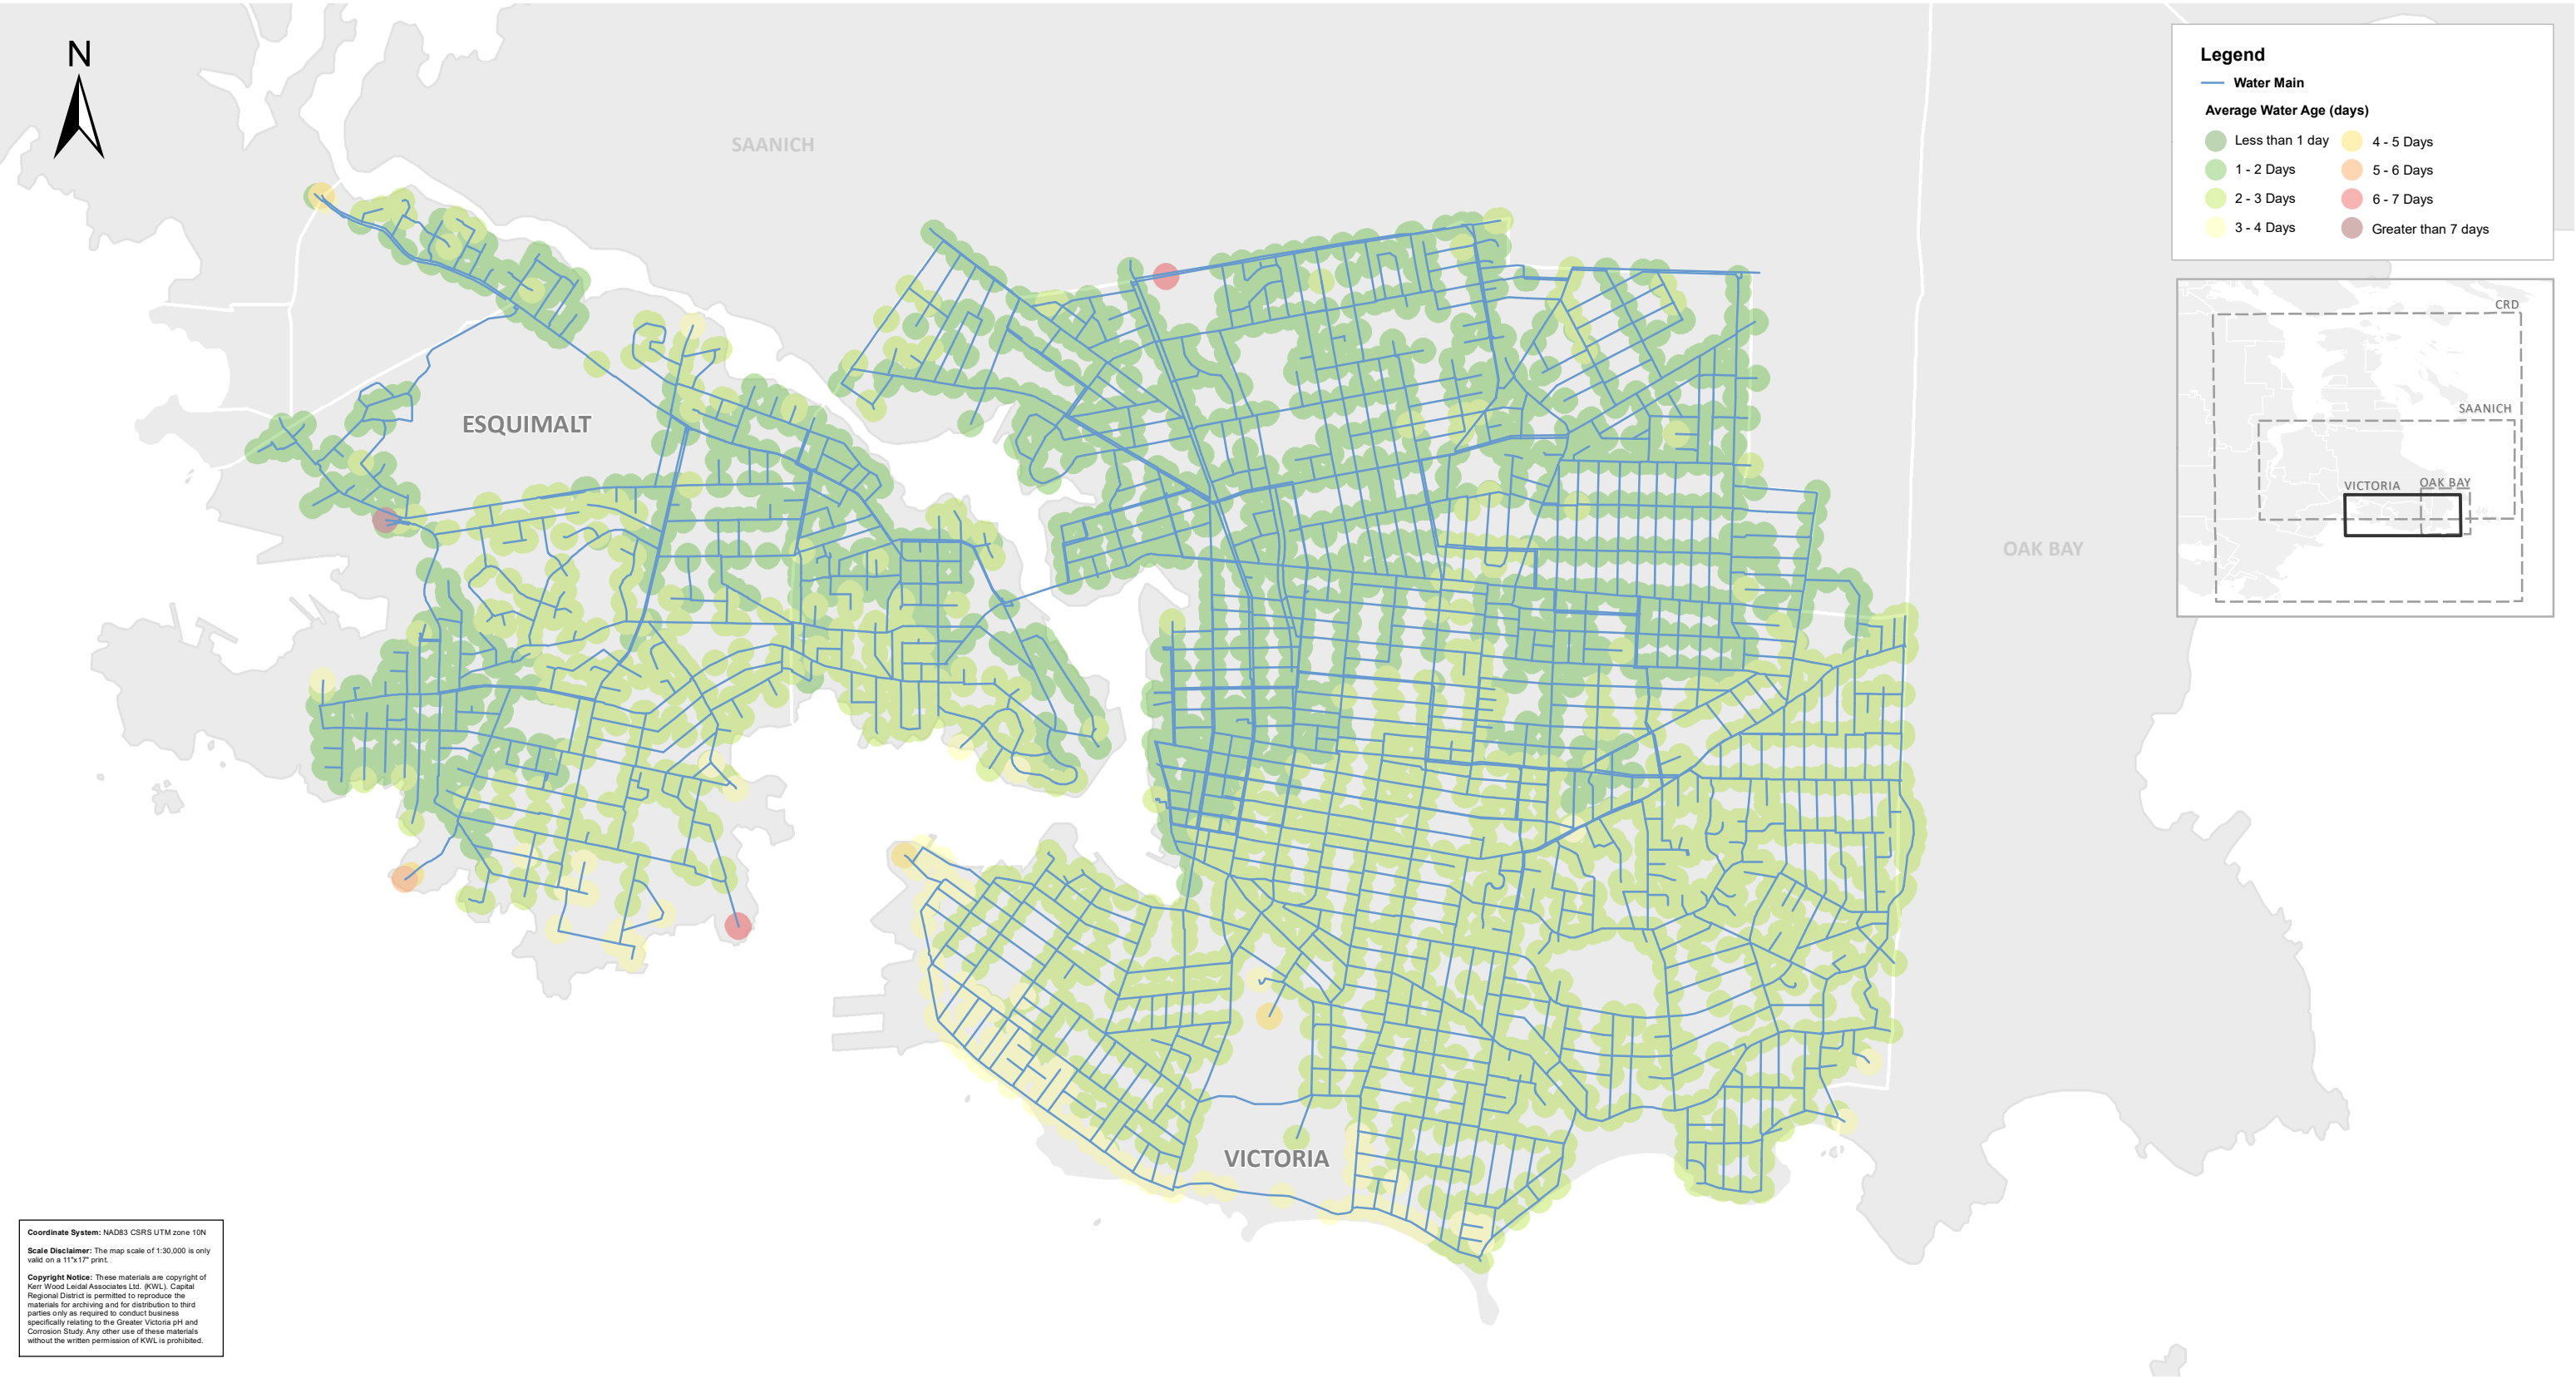 N
SAANICH
ESQUIMALT
OAK BAY
VICTORIA
Legend
Water Main
Average Water Age (days)
Less than 1 day
1 - 2 Days
2 - 3 Days
3 - 4 Days
4 - 5 Days
5 - 6 Days
6 - 7 Days
Greater than 7 days
CRD
SAANICH
VICTORIA
OAK BAY
Coordinate System: NAD83 CSRS UTM zone 10N
Scale Disclaimer: The map scale of 1:30,000 is only
valid on a 11"x17" print.
Copyright Notice: These materials are copyright of
Kerr Wood Leidal Associates Ltd. (KWL). Capital
Regional District is permitted to reproduce the
materials for archiving and for distribution to third
parties only as required to conduct business
specifically relating to the Greater Victoria pH and
Corrosion Study. Any other use of these materials
without the written permission of KWL is prohibited.